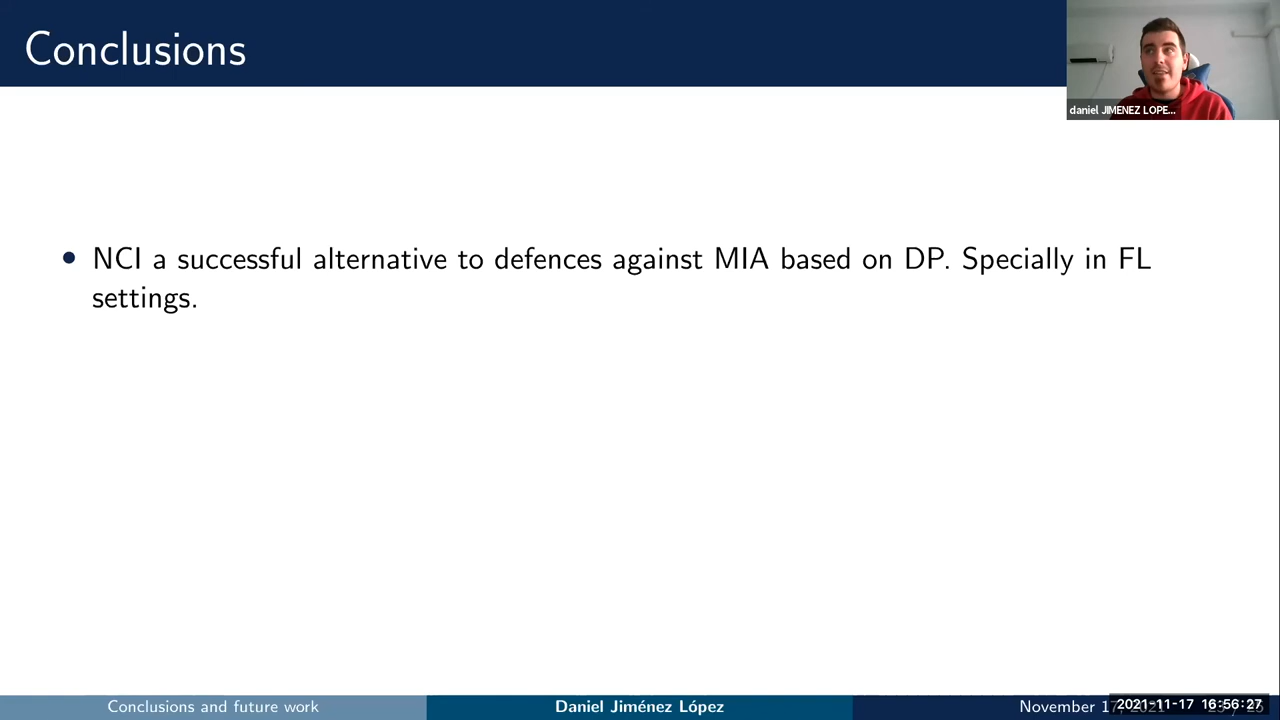 Conclusions
daniel JIMENEZ LOPE...
• NCI a successful alternative to defences against MIA based on DP. Specially in FL
settings.
Conclusions and future work
Daniel Jiménez López
November 17, 2021
2021-11-17 16:56:27